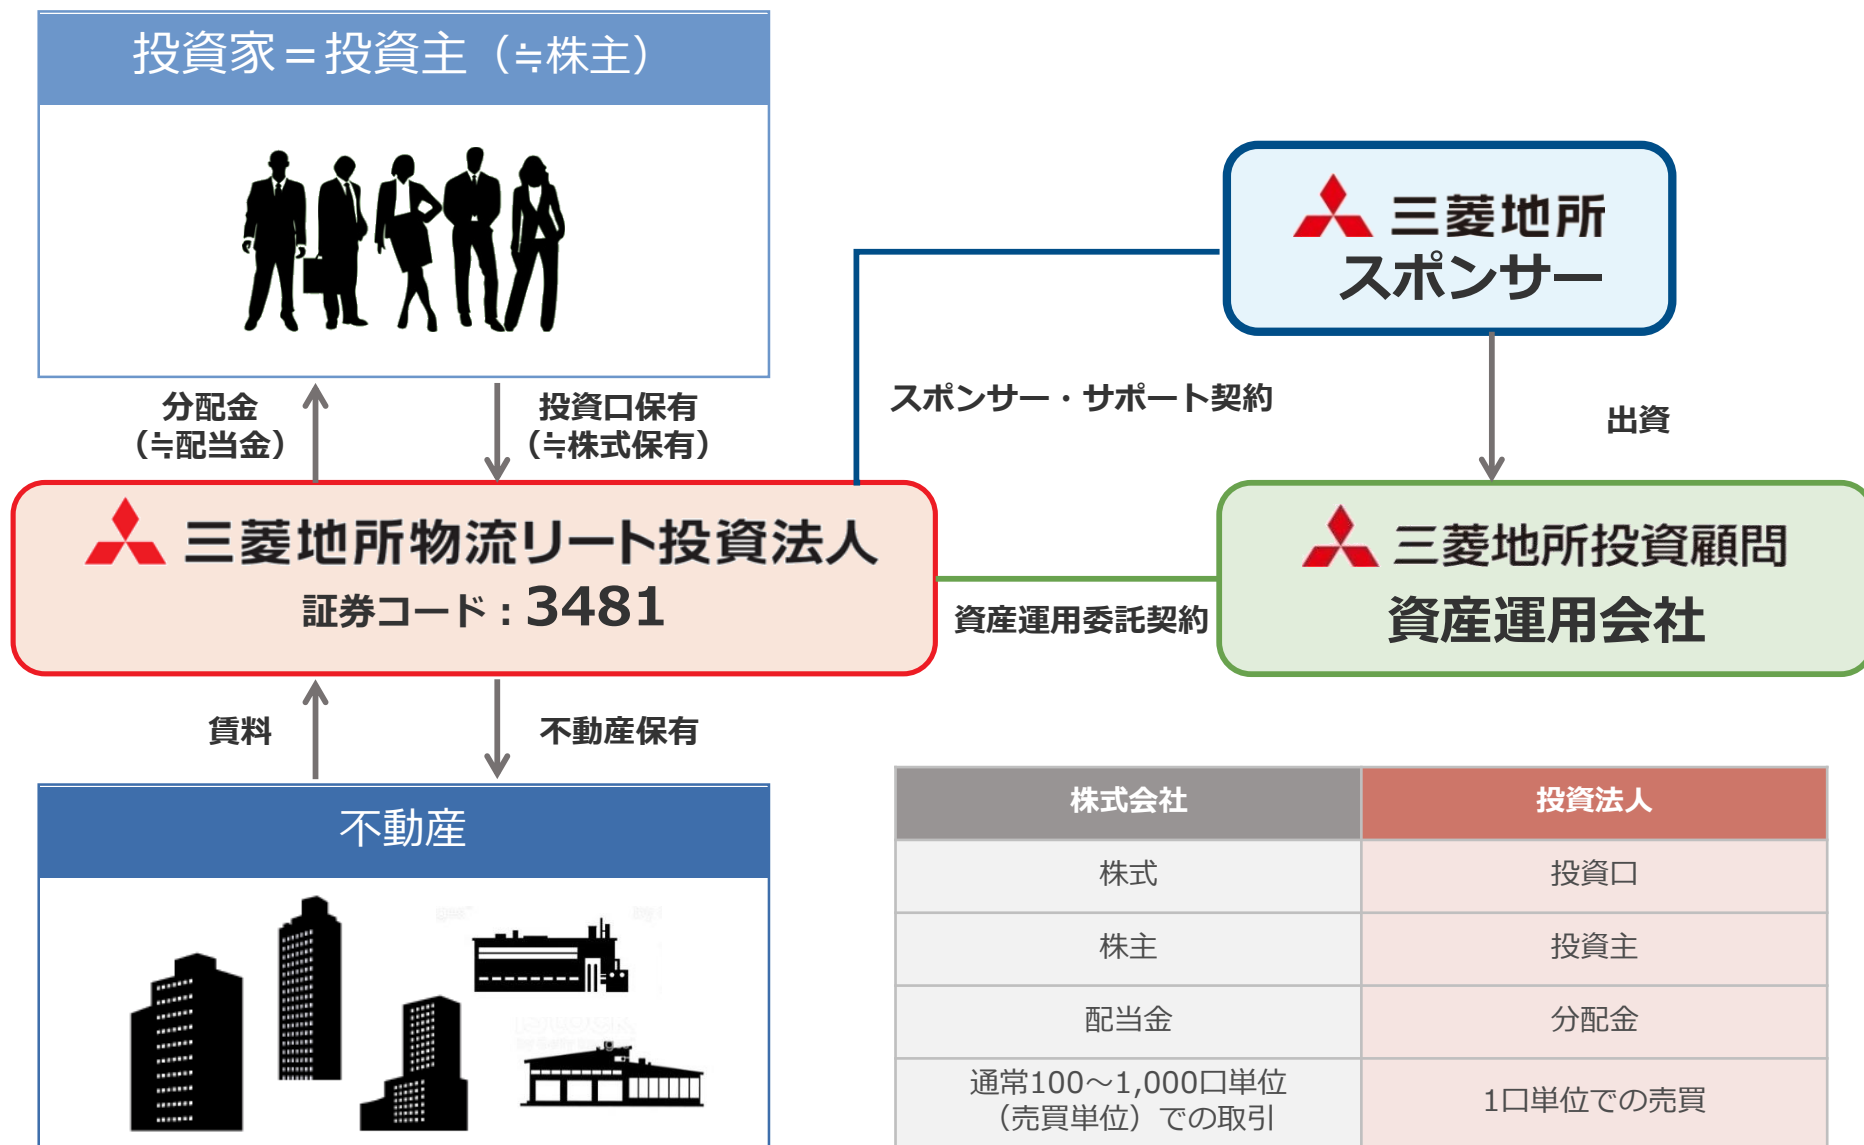 投資家=投資主（≒株主）
三菱地所
スポンサー
分配金
（≒配当金）
投資口保有
（≒株式保有）
スポンサー・サポート契約
出資
三菱地所物流リート投資法人
証券コード：3481
資産運用委託契約
三菱地所投資顧問
資産運用会社
賃料
不動産保有
不動産
株式会社 投資法人
株式 投資口
株主 投資主
配当金 分配金
通常100～1,000口単位
（売買単位）での取引
1口単位での売買